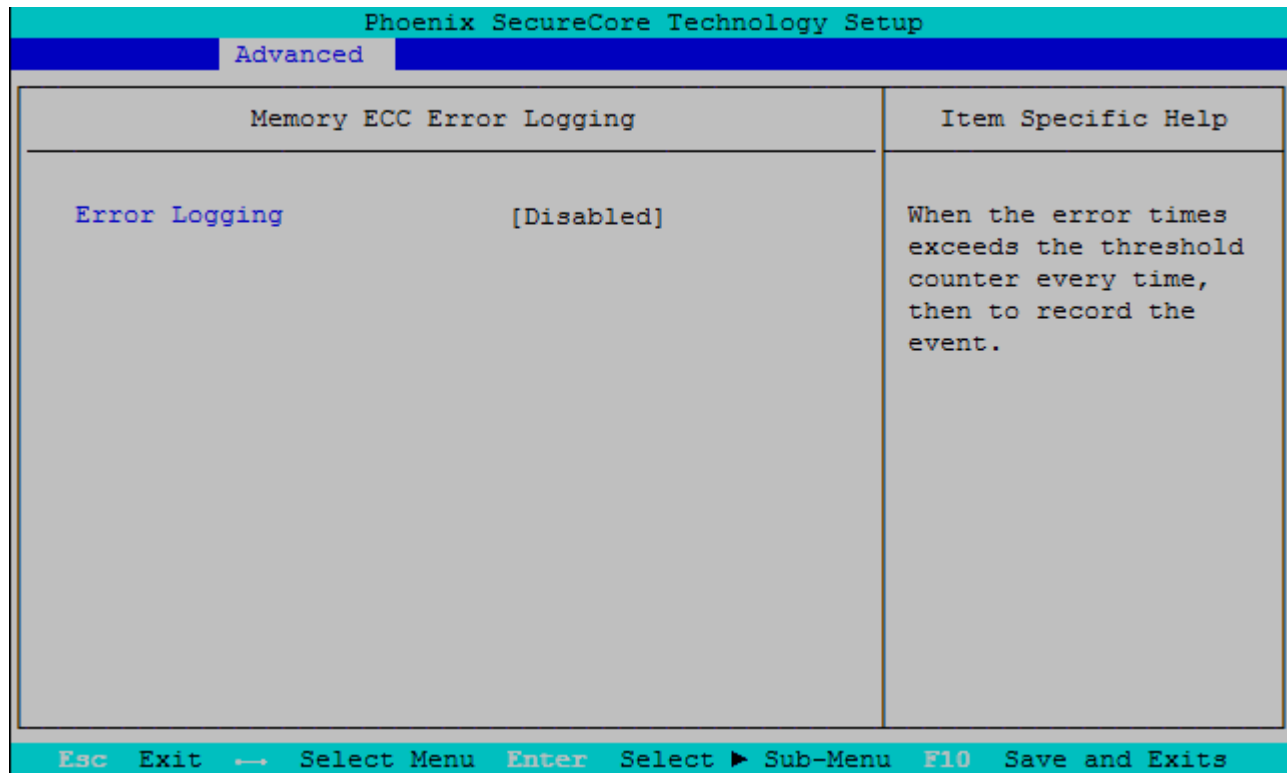 Phoenix SecureCore Technology Setup
Advanced
Memory ECC Error Logging
Item Specific Help
Error Logging [Disabled]
When the error times
exceeds the threshold
counter every time,
then to record the
event.
Esc Exit ←→ Select Menu Enter Select ► Sub-Menu F10 Save and Exits